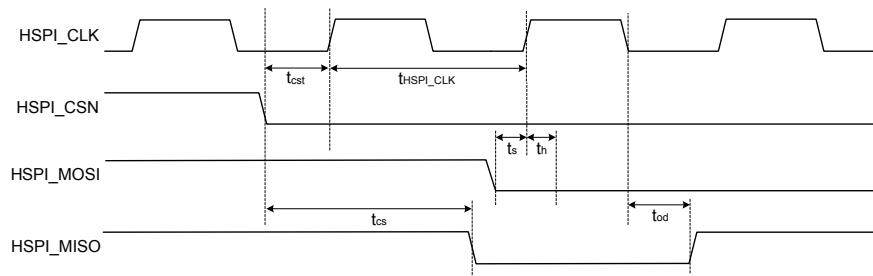 HSPI_CLK
tcst
tHSPI_CLK
HSPI_CSN
ts
th
HSPI_MOSI
tcs
tod
HSPI_MISO